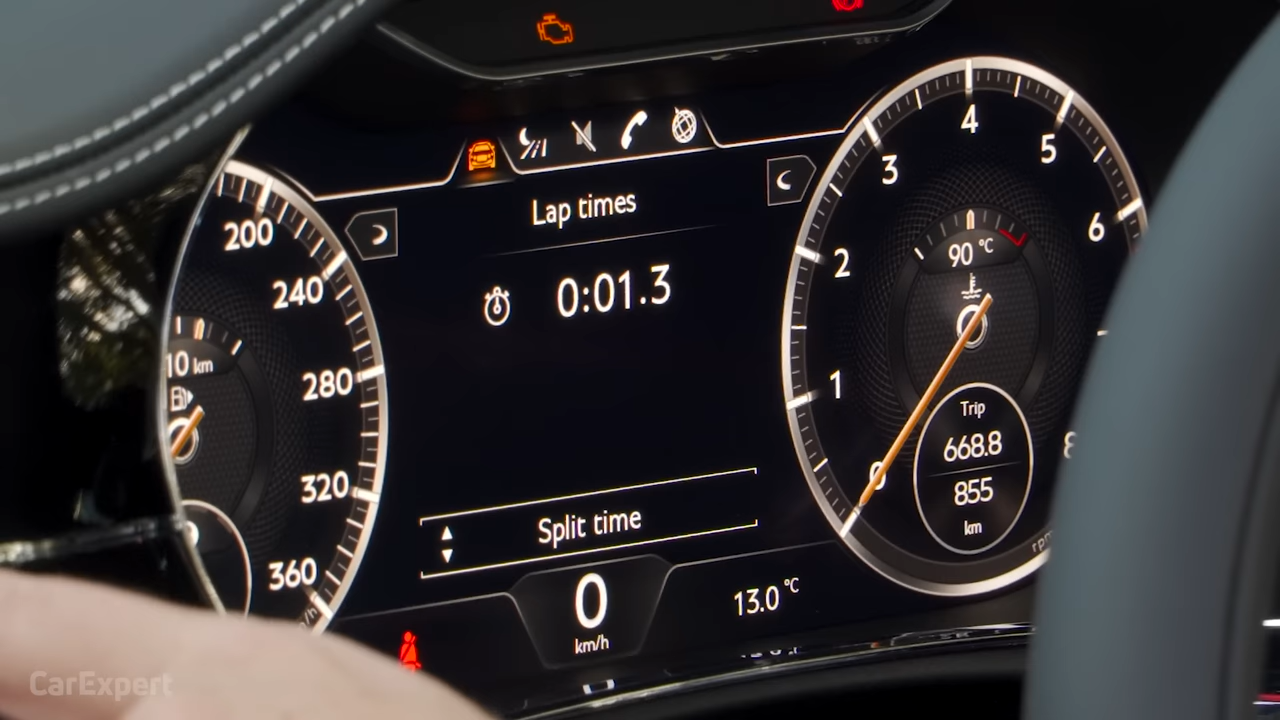 Lap times
0:01.3
Split time
0
km/h
13.0 °C
200
240
280
320
360
10 km
0
1
2
3
4
5
6
90 °C
Trip
668.8
855
km
CarExpert